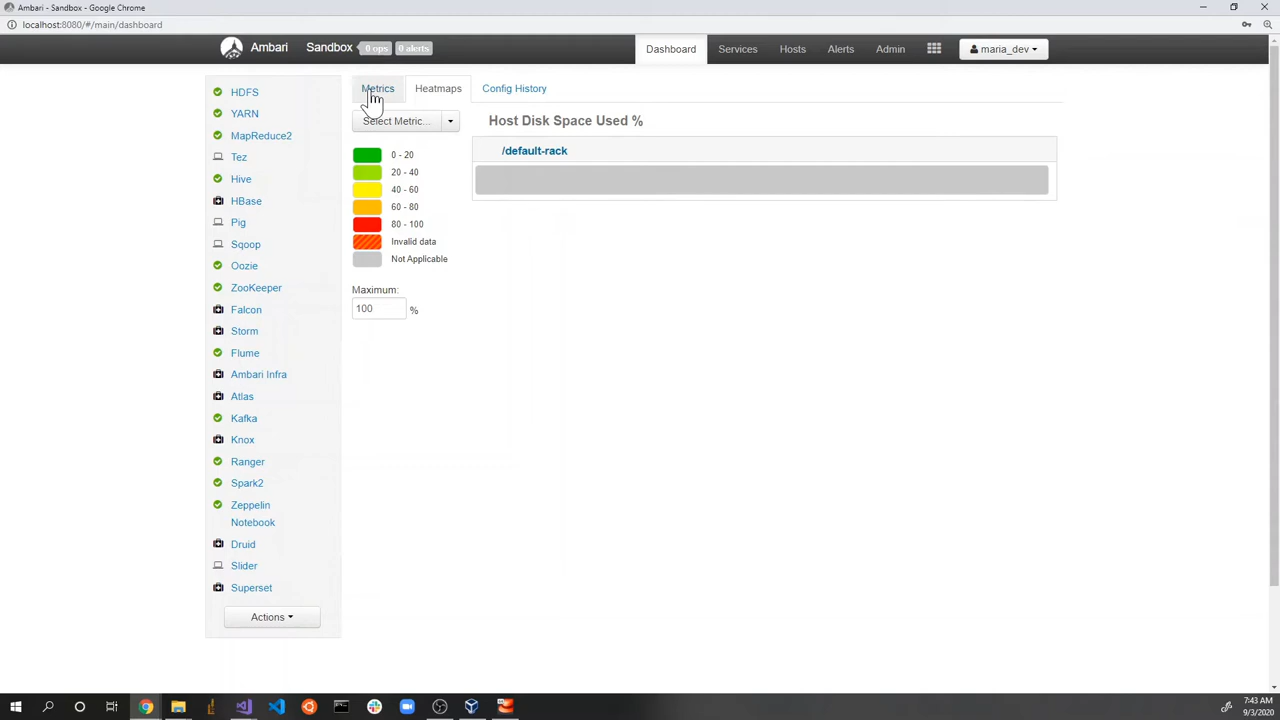 Ambari - Sandbox - Google Chrome
localhost:8080/#/main/dashboard
Ambari Sandbox 0 ops 0 alerts Dashboard Services Hosts Alerts Admin maria_dev
Metrics Heatmaps Config History
Select Metric...
Host Disk Space Used %
/default-rack
0 - 20
20 - 40
40 - 60
60 - 80
80 - 100
Invalid data
Not Applicable
Maximum:
100 %
HDFS
YARN
MapReduce2
Tez
Hive
HBase
Pig
Sqoop
Oozie
ZooKeeper
Falcon
Storm
Flume
Ambari Infra
Atlas
Kafka
Knox
Ranger
Spark2
Zeppelin
Notebook
Druid
Slider
Superset
Actions
7:43 AM
9/3/2020